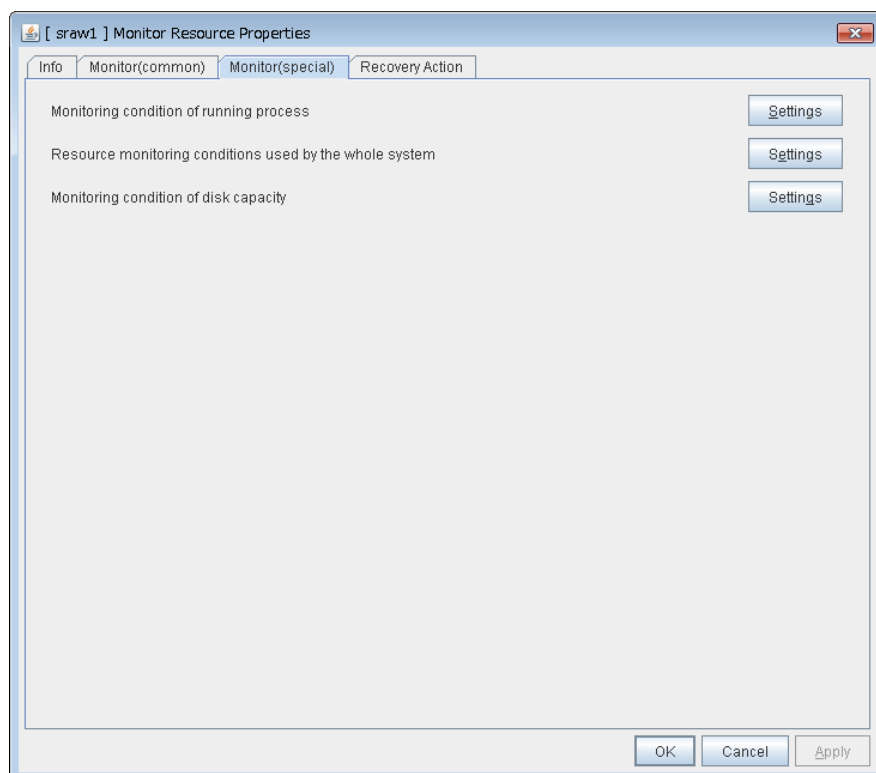 [ sraw1 ] Monitor Resource Properties
Info Monitor(common) Monitor(special) Recovery Action
Monitoring condition of running process Settings
Resource monitoring conditions used by the whole system Settings
Monitoring condition of disk capacity Settings
OK Cancel Apply